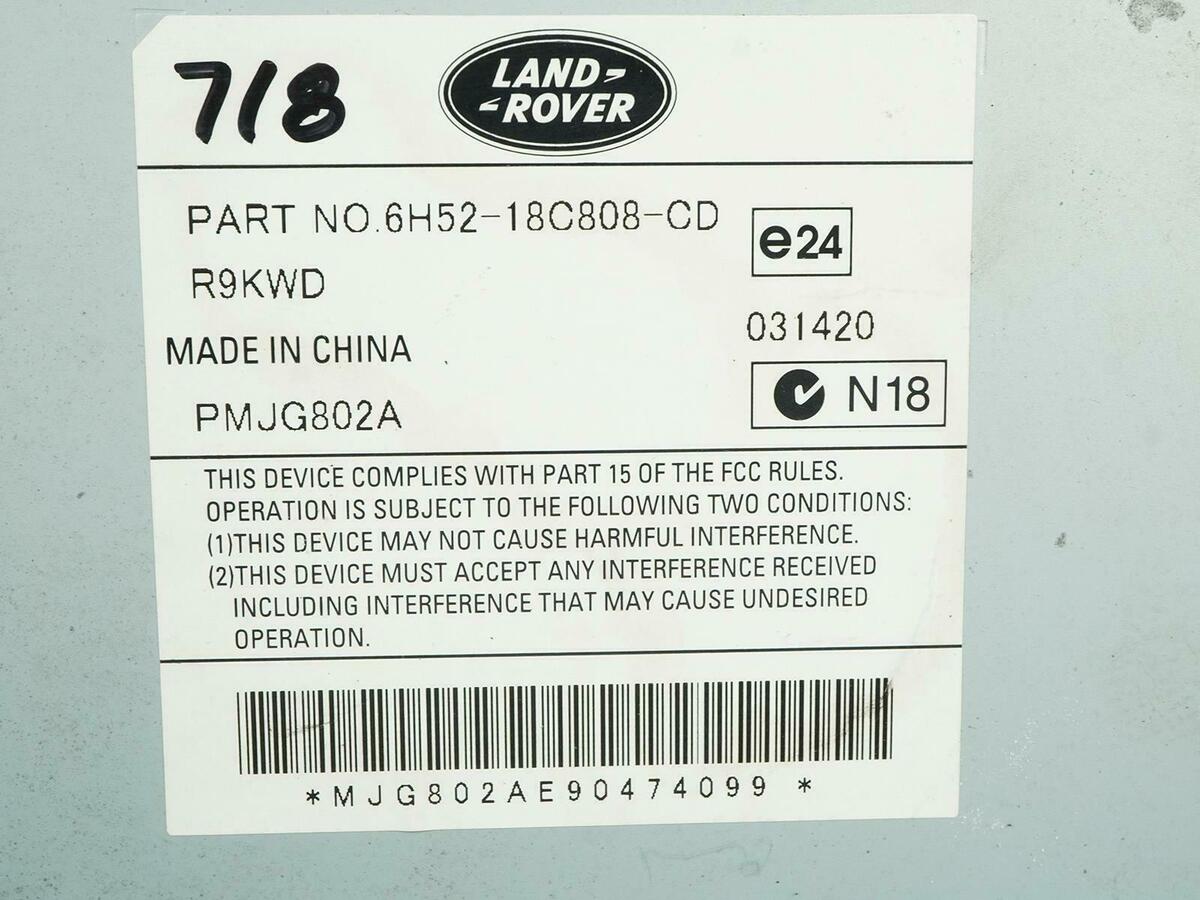 718
LAND-
-ROVER
PART NO.6H52-18C808-CD
e24
R9KWD
031420
MADE IN CHINA
N18
PMJG802A
THIS DEVICE COMPLIES WITH PART 15 OF THE FCC RULES.
OPERATION IS SUBJECT TO THE FOLLOWING TWO CONDITIONS:
(1)THIS DEVICE MAY NOT CAUSE HARMFUL INTERFERENCE.
(2)THIS DEVICE MUST ACCEPT ANY INTERFERENCE RECEIVED
INCLUDING INTERFERENCE THAT MAY CAUSE UNDESIRED
OPERATION.
*MJG802AE90474099 *